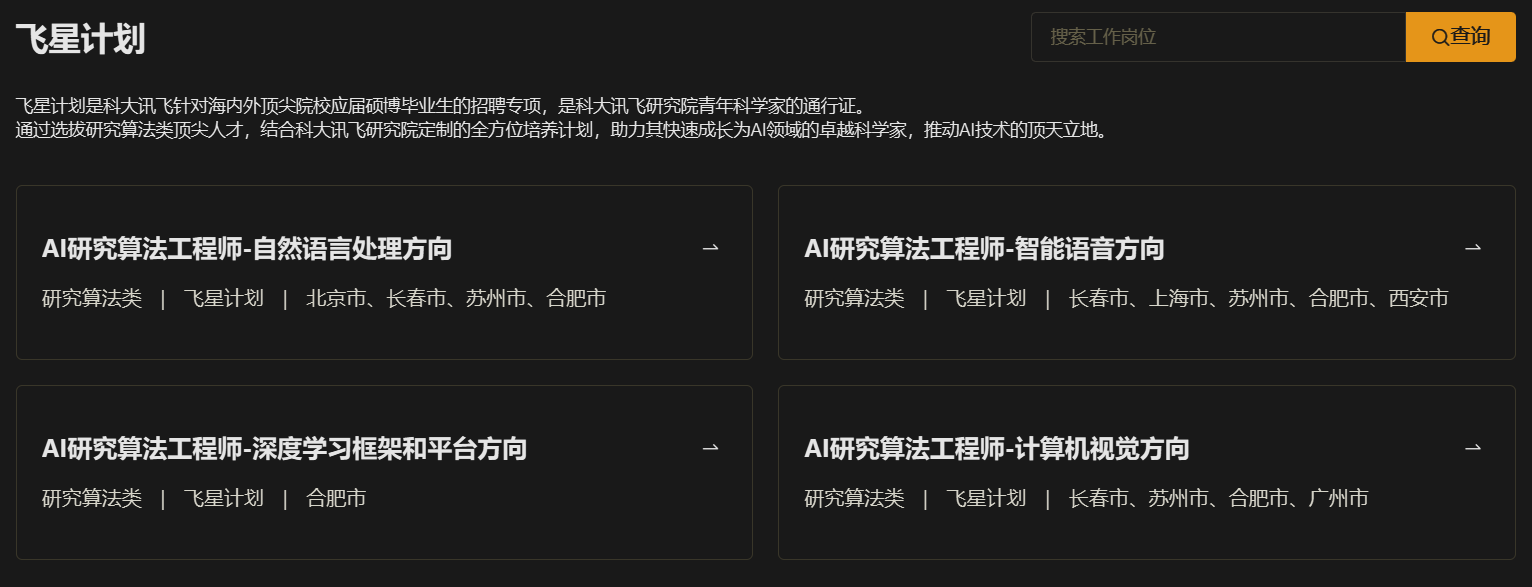 飞星计划
搜索工作岗位
查询
飞星计划是科大讯飞针对海内外顶尖院校应届硕博毕业生的招聘专项，是科大讯飞研究院青年科学家的通行证。
通过选拔研究算法类顶尖人才，结合科大讯飞研究院定制的全方位培养计划，助力其快速成长为AI领域的卓越科学家，推动AI技术的顶天立地。
AI研究算法工程师-自然语言处理方向
研究算法类 | 飞星计划 | 北京市、长春市、苏州市、合肥市
AI研究算法工程师-智能语音方向
研究算法类 | 飞星计划 | 长春市、上海市、苏州市、合肥市、西安市
AI研究算法工程师-深度学习框架和平台方向
研究算法类 | 飞星计划 | 合肥市
AI研究算法工程师-计算机视觉方向
研究算法类 | 飞星计划 | 长春市、苏州市、合肥市、广州市